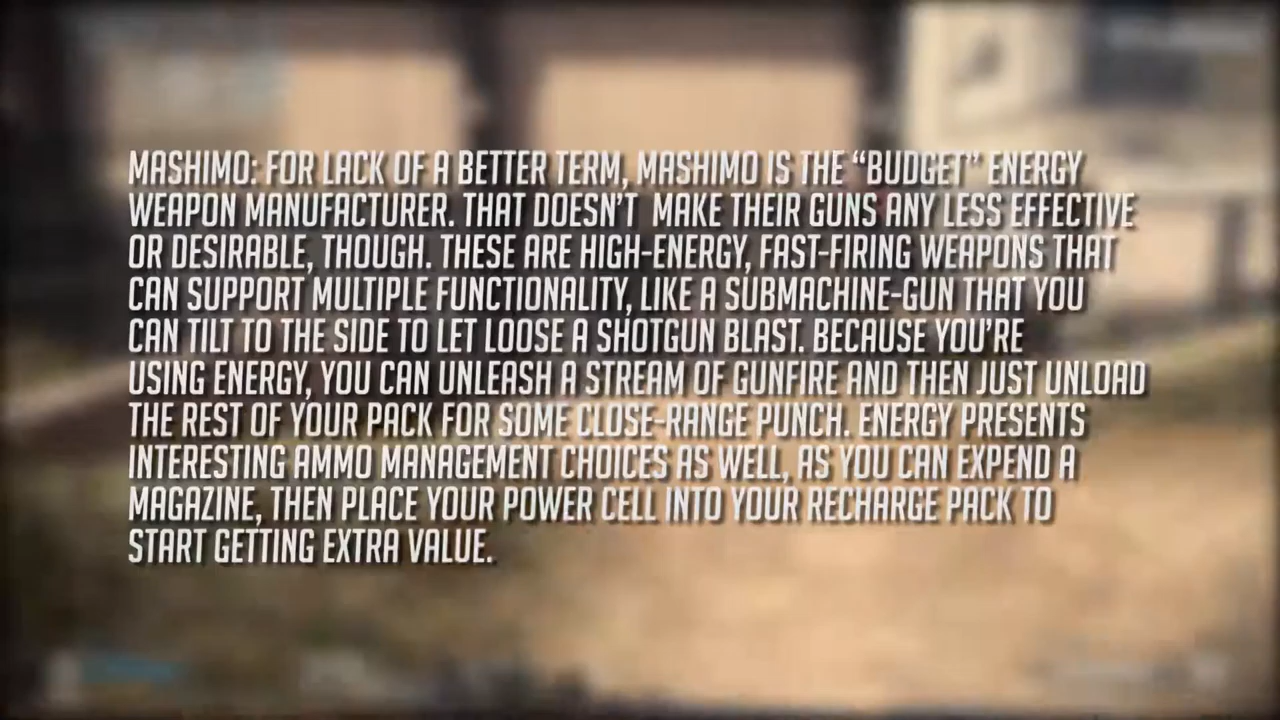 MASHIMO: FOR LACK OF A BETTER TERM, MASHIMO IS THE “BUDGET” ENERGY
WEAPON MANUFACTURER. THAT DOESN’T MAKE THEIR GUNS ANY LESS EFFECTIVE
OR DESIRABLE, THOUGH. THESE ARE HIGH-ENERGY, FAST-FIRING WEAPONS THAT
CAN SUPPORT MULTIPLE FUNCTIONALITY, LIKE A SUBMACHINE-GUN THAT YOU
CAN TILT TO THE SIDE TO LET LOOSE A SHOTGUN BLAST. BECAUSE YOU’RE
USING ENERGY, YOU CAN UNLEASH A STREAM OF GUNFIRE AND THEN JUST UNLOAD
THE REST OF YOUR PACK FOR SOME CLOSE-RANGE PUNCH. ENERGY PRESENTS
INTERESTING AMMO MANAGEMENT CHOICES AS WELL, AS YOU CAN EXPEND A
MAGAZINE, THEN PLACE YOUR POWER CELL INTO YOUR RECHARGE PACK TO
START GETTING EXTRA VALUE.